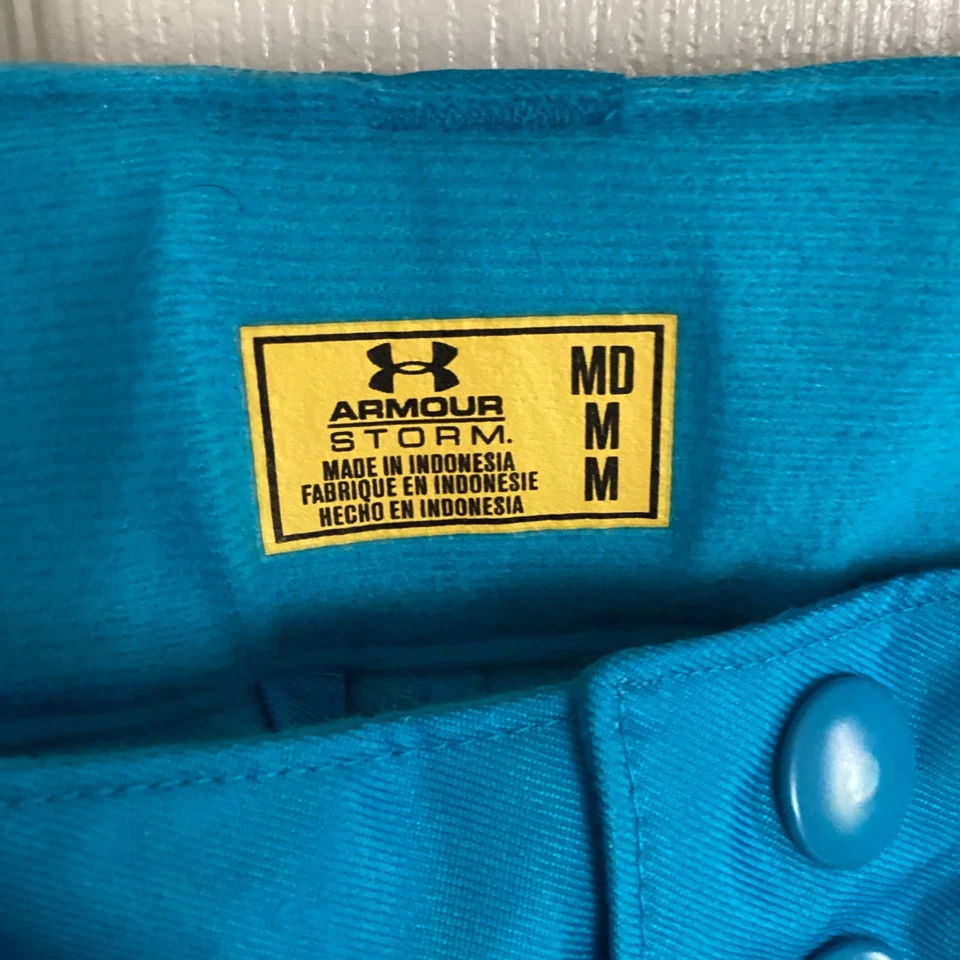 ARMOUR
STORM.
MADE IN INDONESIA
FABRIQUE EN INDONESIE
HECHO EN INDONESIA
MD
M
M